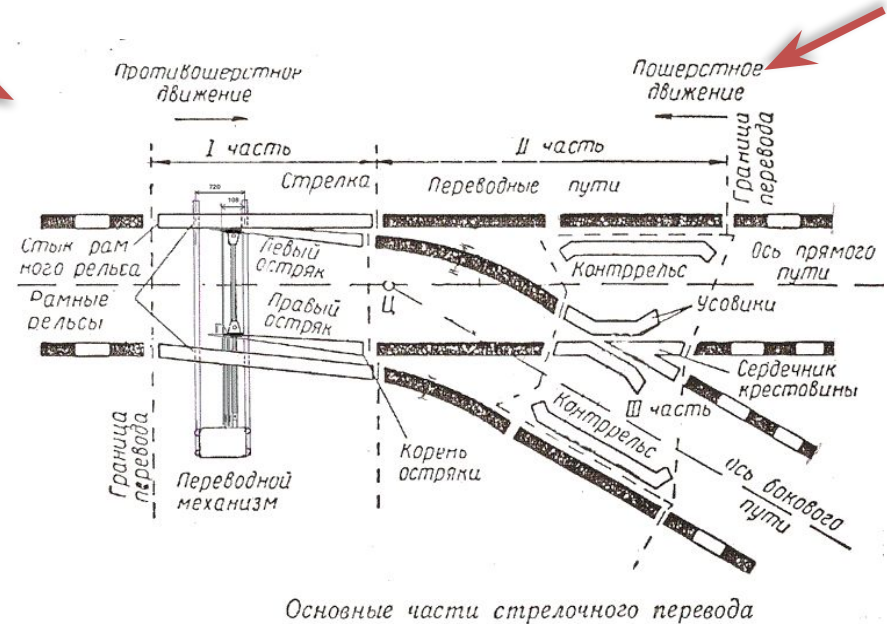 Противошерстное
движение
Пошерстное
движение
I часть
II часть
Граница
перевода
Стрелка
Переводные пути
720
108
Стык рам
ного рельса
Левый
остряк
Контррельс
Ось прямого
пути
Рамные
рельсы
Правый
остряк
Ц
Усовики
Сердечник
крестовины
Контррельс
III часть
Граница
перевода
Переводной
механизм
Корень
остряки
ось бокового
пути
Основные части стрелочного перевода